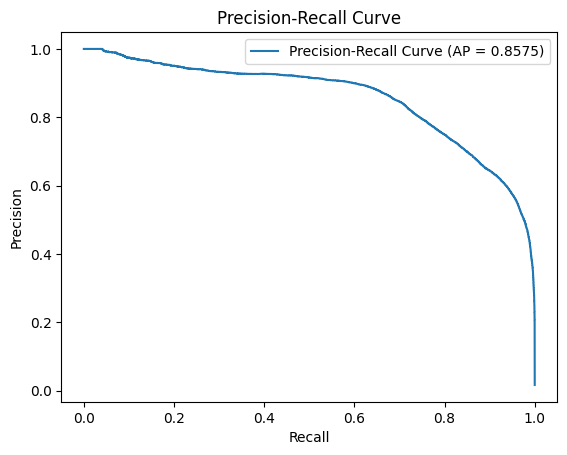 Precision-Recall Curve
Precision-Recall Curve (AP = 0.8575)
1.0
0.8
0.6
0.4
0.2
0.0
Precision
0.0 0.2 0.4 0.6 0.8 1.0
Recall